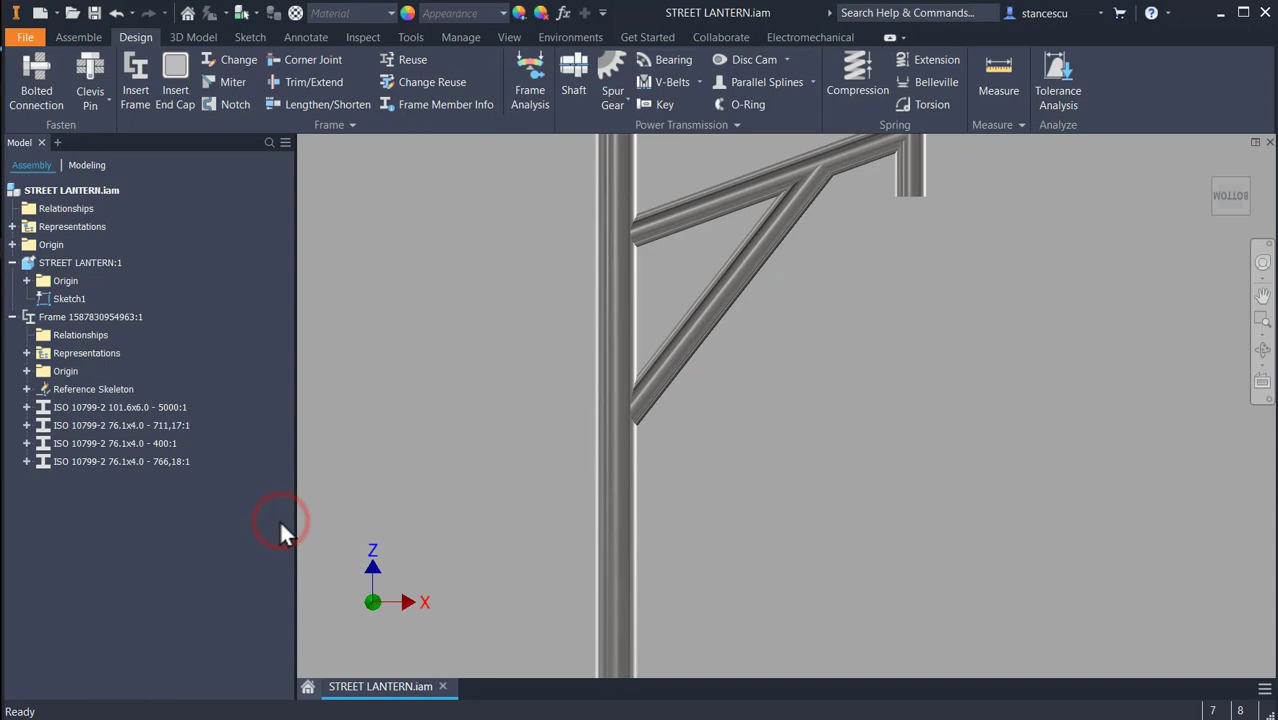 Material
Appearance
STREET LANTERN.iam
Search Help & Commands...
stancescu
File
Assemble
Design
3D Model
Sketch
Annotate
Inspect
Tools
Manage
View
Environments
Get Started
Collaborate
Electromechanical
Bolted Connection
Clevis Pin
Insert Frame
Insert End Cap
Change
Miter
Notch
Corner Joint
Trim/Extend
Lengthen/Shorten
Reuse
Change Reuse
Frame Member Info
Frame Analysis
Shaft
Spur Gear
Bearing
V-Belts
Key
Disc Cam
Parallel Splines
O-Ring
Compression
Extension
Belleville
Torsion
Measure
Tolerance Analysis
Fasten
Frame
Power Transmission
Spring
Measure
Analyze
Model
Assembly
Modeling
STREET LANTERN.iam
Relationships
Representations
Origin
STREET LANTERN:1
Origin
Sketch1
Frame 1587830954963:1
Relationships
Representations
Origin
Reference Skeleton
ISO 10799-2 101.6x6.0 - 5000:1
ISO 10799-2 76.1x4.0 - 711,17:1
ISO 10799-2 76.1x4.0 - 400:1
ISO 10799-2 76.1x4.0 - 766,18:1
BOTTOM
Z
X
STREET LANTERN.iam
Ready
7 8